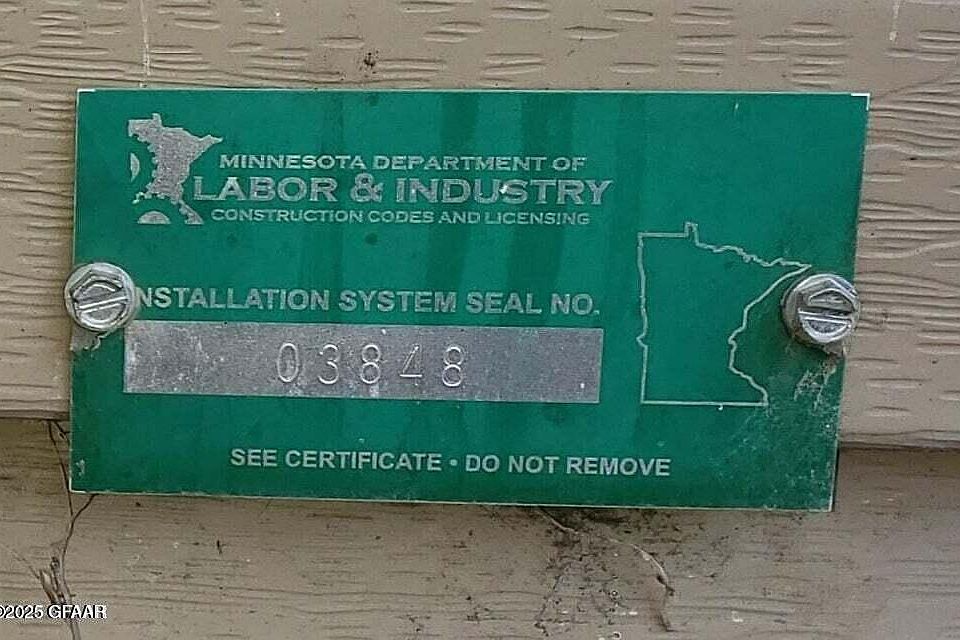 MINNESOTA DEPARTMENT OF
LABOR & INDUSTRY
CONSTRUCTION CODES AND LICENSING
NSTALLATION SYSTEM SEAL NO.
03848
SEE CERTIFICATE • DO NOT REMOVE
©2025 GFAAR